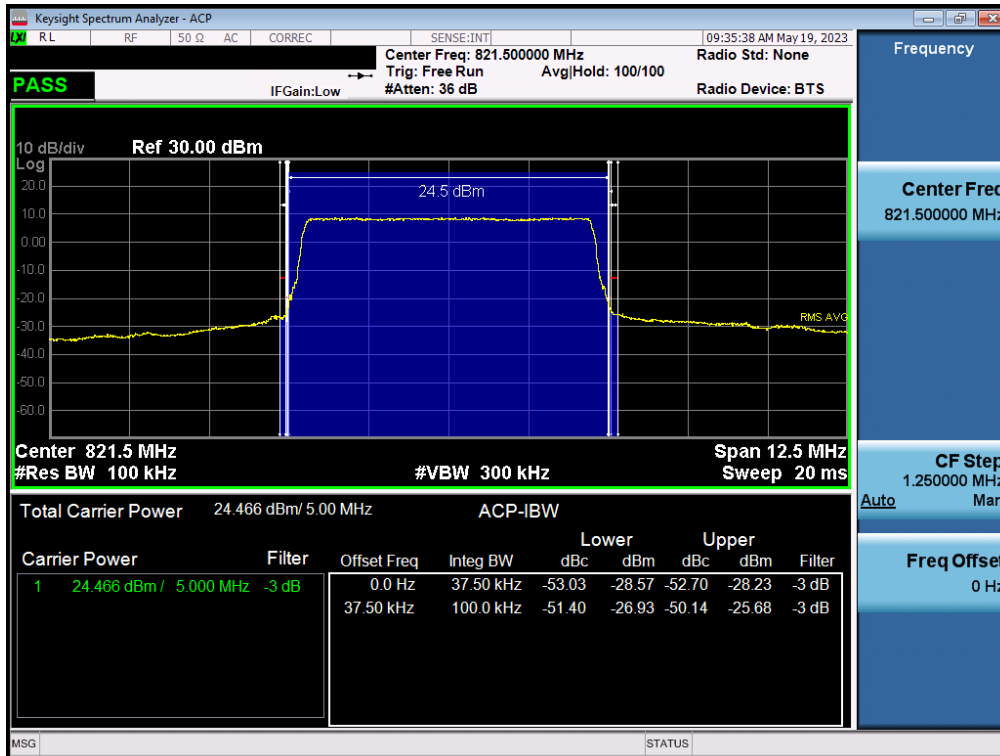 Keysight Spectrum Analyzer - ACP
LXI RL RF 50 Ω AC CORREC SENSE:INT 09:35:38 AM May 19, 2023
Center Freq: 821.500000 MHz Radio Std: None
Trig: Free Run Avg|Hold: 100/100
PASS IFGain:Low #Atten: 36 dB Radio Device: BTS
10 dB/div Ref 30.00 dBm
Log
20.0
24.5 dBm
10.0
0.00
-10.0
-20.0
RMS AVG
-30.0
-40.0
-50.0
-60.0
Center 821.5 MHz Span 12.5 MHz
#Res BW 100 kHz #VBW 300 kHz Sweep 20 ms
Total Carrier Power 24.466 dBm/ 5.00 MHz ACP-IBW
Lower Upper
Carrier Power Filter Offset Freq Integ BW dBc dBm dBc dBm Filter
1 24.466 dBm / 5.000 MHz -3 dB 0.0 Hz 37.50 kHz -53.03 -28.57 -52.70 -28.23 -3 dB
37.50 kHz 100.0 kHz -51.40 -26.93 -50.14 -25.68 -3 dB
MSG STATUS
Frequency
Center Freq
821.500000 MHz
CF Step
1.250000 MHz
Auto Man
Freq Offset
0 Hz